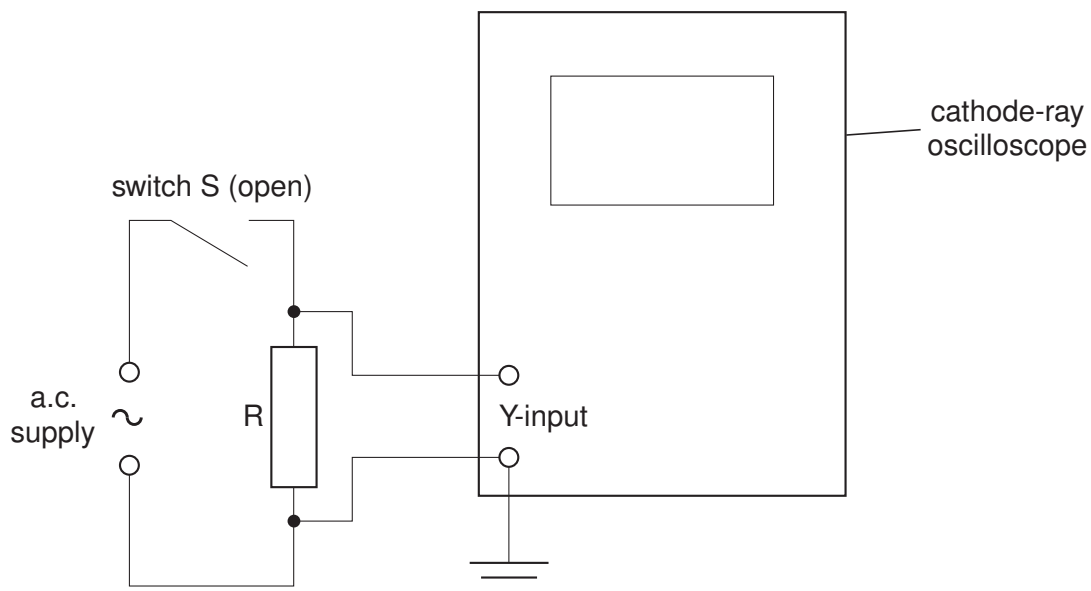 cathode-ray
oscilloscope
switch S (open)
a.c.
supply
R
Y-input